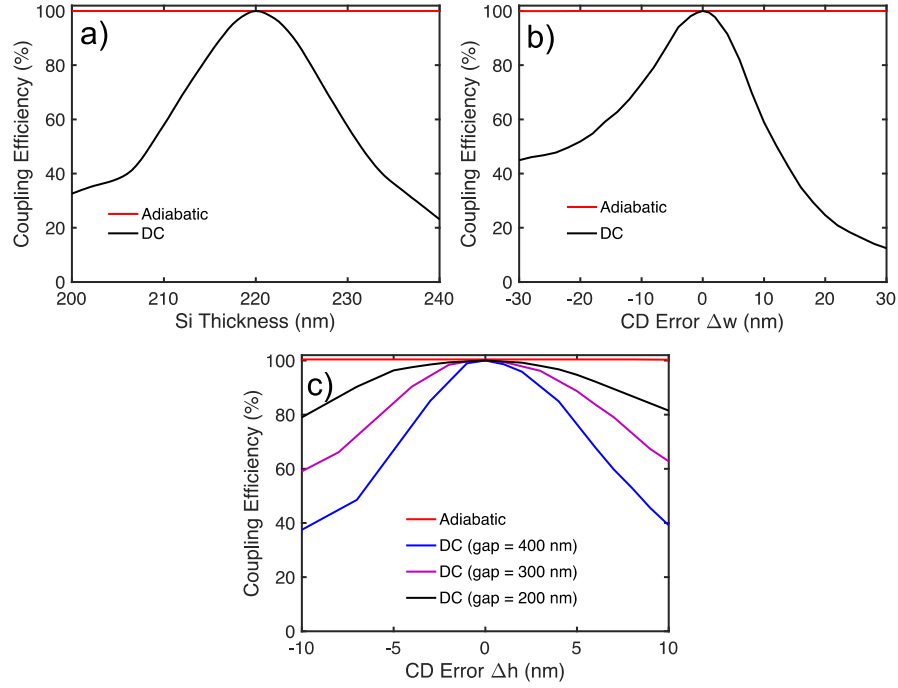 a)
Coupling Efficiency (%)
100
80
60
40
20
0
Adiabatic
DC
200 210 220 230 240
Si Thickness (nm)
b)
Coupling Efficiency (%)
100
80
60
40
20
0
Adiabatic
DC
-30 -20 -10 0 10 20 30
CD Error Δw (nm)
c)
Coupling Efficiency (%)
100
80
60
40
20
0
Adiabatic
DC (gap = 400 nm)
DC (gap = 300 nm)
DC (gap = 200 nm)
-10 -5 0 5 10
CD Error Δh (nm)